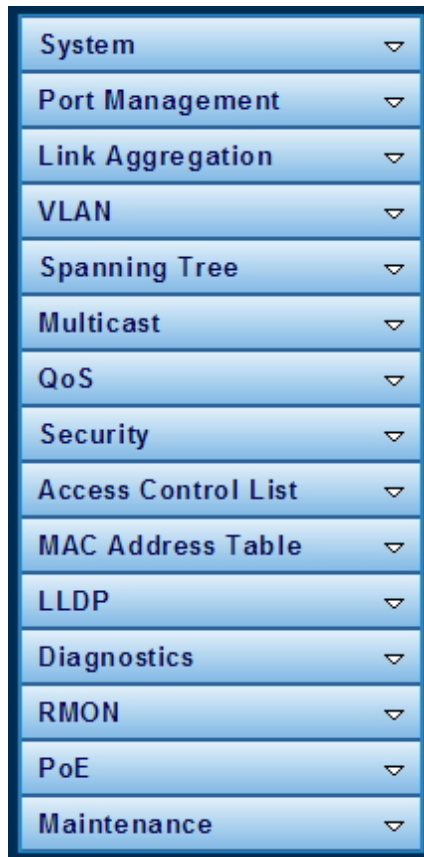 System
Port Management
Link Aggregation
VLAN
Spanning Tree
Multicast
QoS
Security
Access Control List
MAC Address Table
LLDP
Diagnostics
RMON
PoE
Maintenance